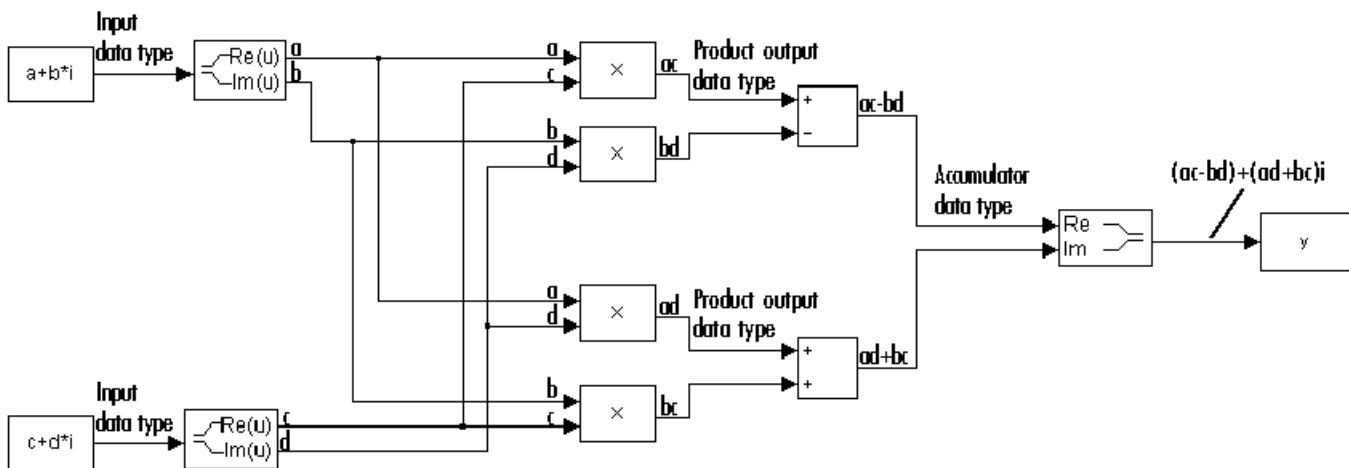 Input
data type
a+b*i
Re(u)
Im(u)
a
b
a
c
×
ac
Product output
data type
+
−
ac-bd
b
d
×
bd
Accumulator
data type
Re
Im
(ac-bd)+(ad+bc)i
y
a
d
×
ad
Product output
data type
+
+
ad+bc
b
c
×
bc
Input
data type
c+d*i
Re(u)
Im(u)
c
d